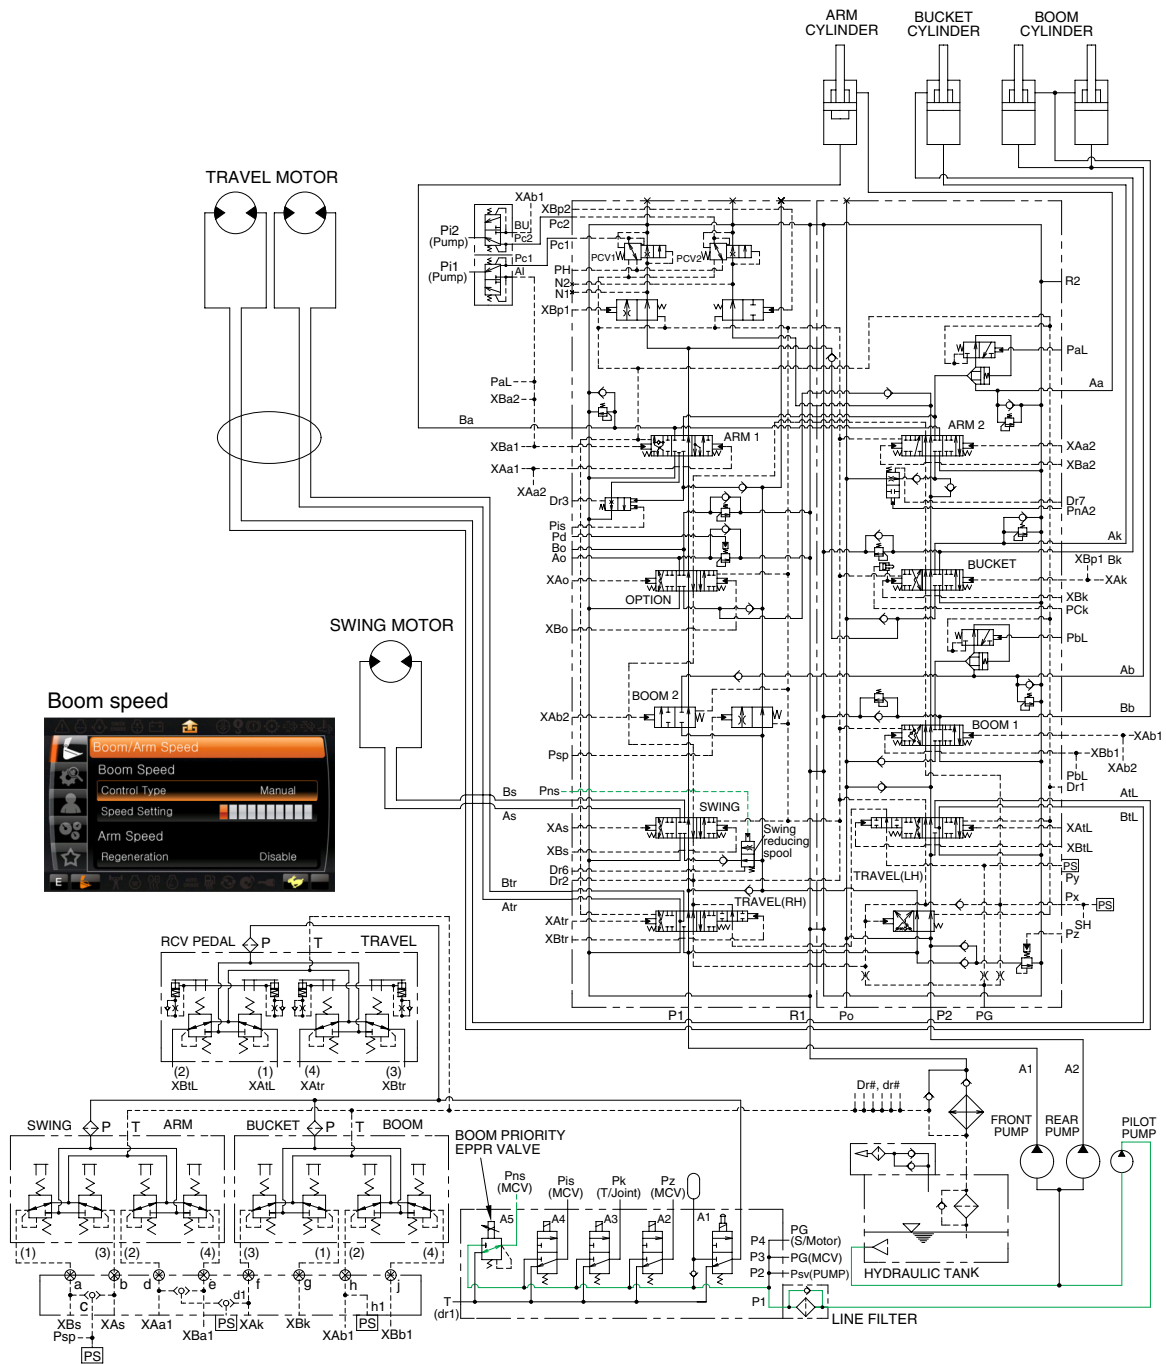 ARM
CYLINDER
BUCKET
CYLINDER
BOOM
CYLINDER
TRAVEL MOTOR
XAb1
BU
Pi2
(Pump)
Pc2
Pc1
Pi1
(Pump)
AI
XBp2
Pc2
Pc1
PCV1
PCV2
PH
N2
N1
XBp1
R2
PaL
PaL
XBa2
Aa
Ba
ARM 1
ARM 2
XBa1
XAa1
XAa2
XAa2
XBa2
Dr3
Dr7
PnA2
Pis
Pd
Bo
Ao
Ak
XBp1 Bk
XAo
OPTION
BUCKET
XAk
XBk
PCk
XBo
SWING MOTOR
PbL
Ab
BOOM 2
Bb
XAb2
BOOM 1
XAb1
Psp
XBb1
XAb2
PbL
Dr1
Boom speed
Boom/Arm Speed
Boom Speed
Control Type
Manual
Speed Setting
Arm Speed
Regeneration
Disable
E
Bs
Pns
AtL
As
SWING
BtL
XAs
Swing
reducing
spool
XAtL
XBs
XBtL
Dr6
Dr2
TRAVEL(LH)
PS
Py
Btr
TRAVEL(RH)
Px
PS
Atr
XAtr
SH
XBtr
Pz
RCV PEDAL
P
T
TRAVEL
P1
R1
Po
P2
PG
(2)
(1)
(4)
(3)
XBtL
XAtL
XAtr
XBtr
A1
A2
Dr#, dr#
FRONT
PUMP
REAR
PUMP
PILOT
PUMP
SWING
P
T
ARM
BUCKET
P
T
BOOM
BOOM PRIORITY
EPPR VALVE
Pns
(MCV)
Pis
(MCV)
Pk
(T/Joint)
Pz
(MCV)
A5
A4
A3
A2
A1
PG
P4
(S/Motor)
P3
PG(MCV)
P2
Psv(PUMP)
P1
T
(dr1)
HYDRAULIC TANK
LINE FILTER
(1)
(3)
(2)
(4)
(3)
(1)
(2)
(4)
a
b
d
e
f
g
h
j
c
d1
h1
XBs
XAs
XAa1
XBa1
PS
XAk
XBk
XAb1
PS
XBb1
Psp
PS